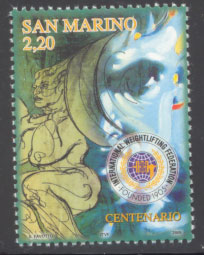 SAN MARINO
2,20
INTERNATIONAL WEIGHTLIFTING FEDERATION
FOUNDED 1905
CENTENARIO